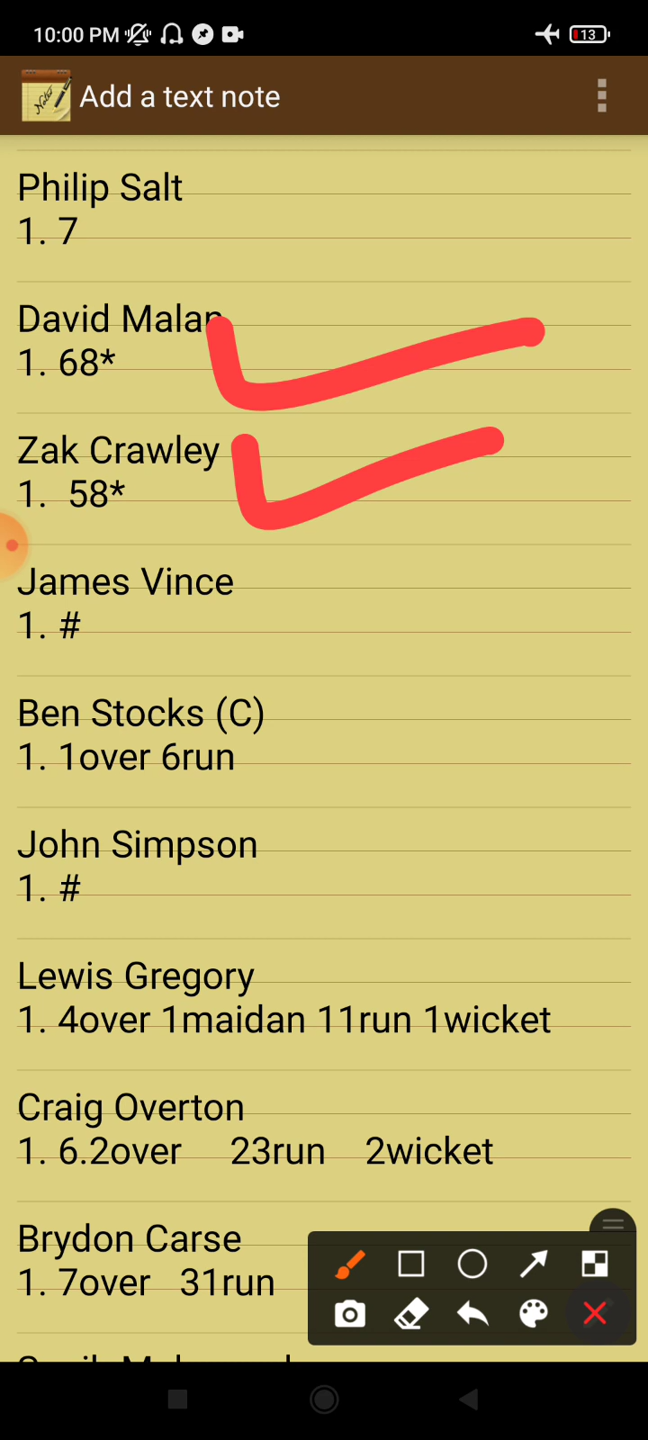 10:00 PM
13
Notes
Add a text note
Philip Salt
1. 7
David Malan
1. 68*
Zak Crawley
1. 58*
James Vince
1. #
Ben Stocks (C)
1. 1over 6run
John Simpson
1. #
Lewis Gregory
1. 4over 1maidan 11run 1wicket
Craig Overton
1. 6.2over 23run 2wicket
Brydon Carse
1. 7over 31run